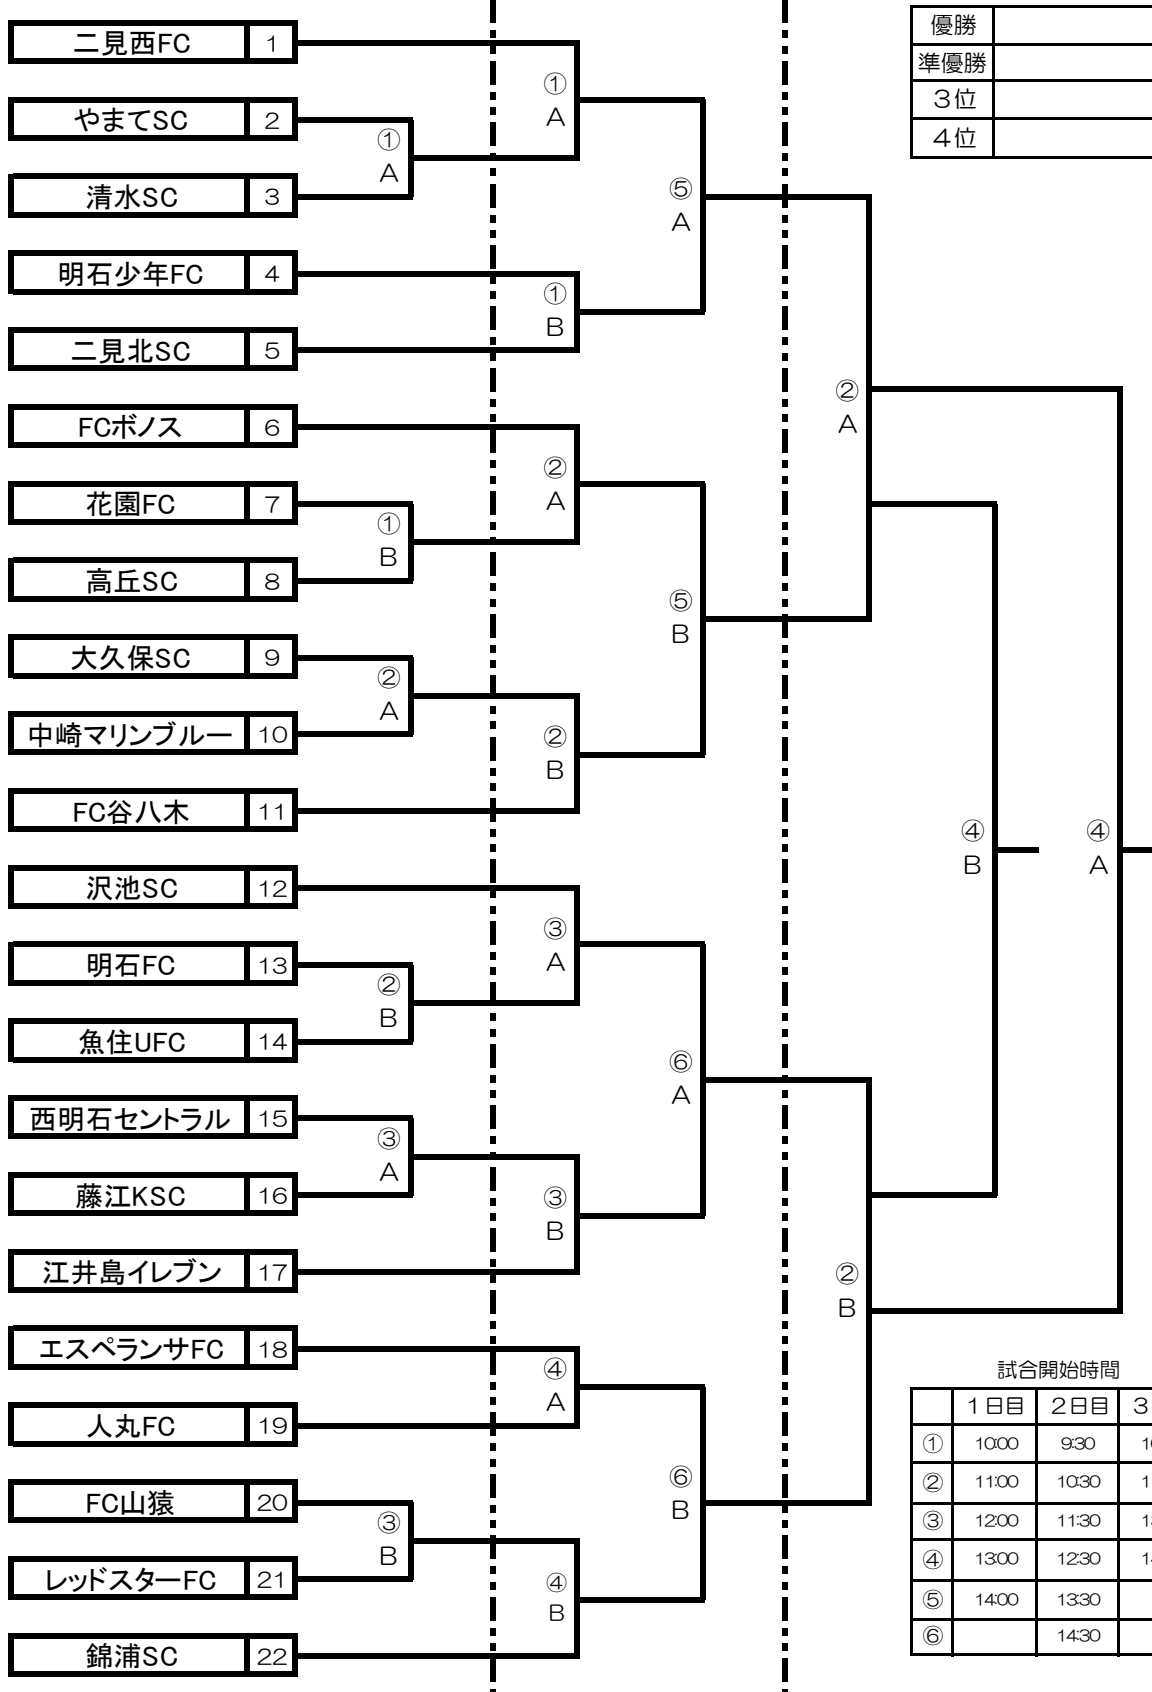 二見西FC 1
やまてSC 2
清水SC 3
明石少年FC 4
二見北SC 5
FCボノス 6
花園FC 7
高丘SC 8
大久保SC 9
中崎マリンブルー 10
FC谷八木 11
沢池SC 12
明石FC 13
魚住UFC 14
西明石セントラル 15
藤江KSC 16
江井島イレブン 17
エスペランサFC 18
人丸FC 19
FC山猿 20
レッドスターFC 21
錦浦SC 22
①
A
①
B
②
A
②
B
③
A
③
B
①
A
①
B
②
A
②
B
③
A
③
B
④
A
④
B
⑤
A
⑤
B
⑥
A
⑥
B
②
A
②
B
④
B
④
A
優勝
準優勝
３位
４位
試合開始時間
１日目 ２日目 ３
① 10:00 9:30
② 11:00 10:30
③ 12:00 11:30
④ 13:00 12:30
⑤ 14:00 13:30
⑥ 14:30